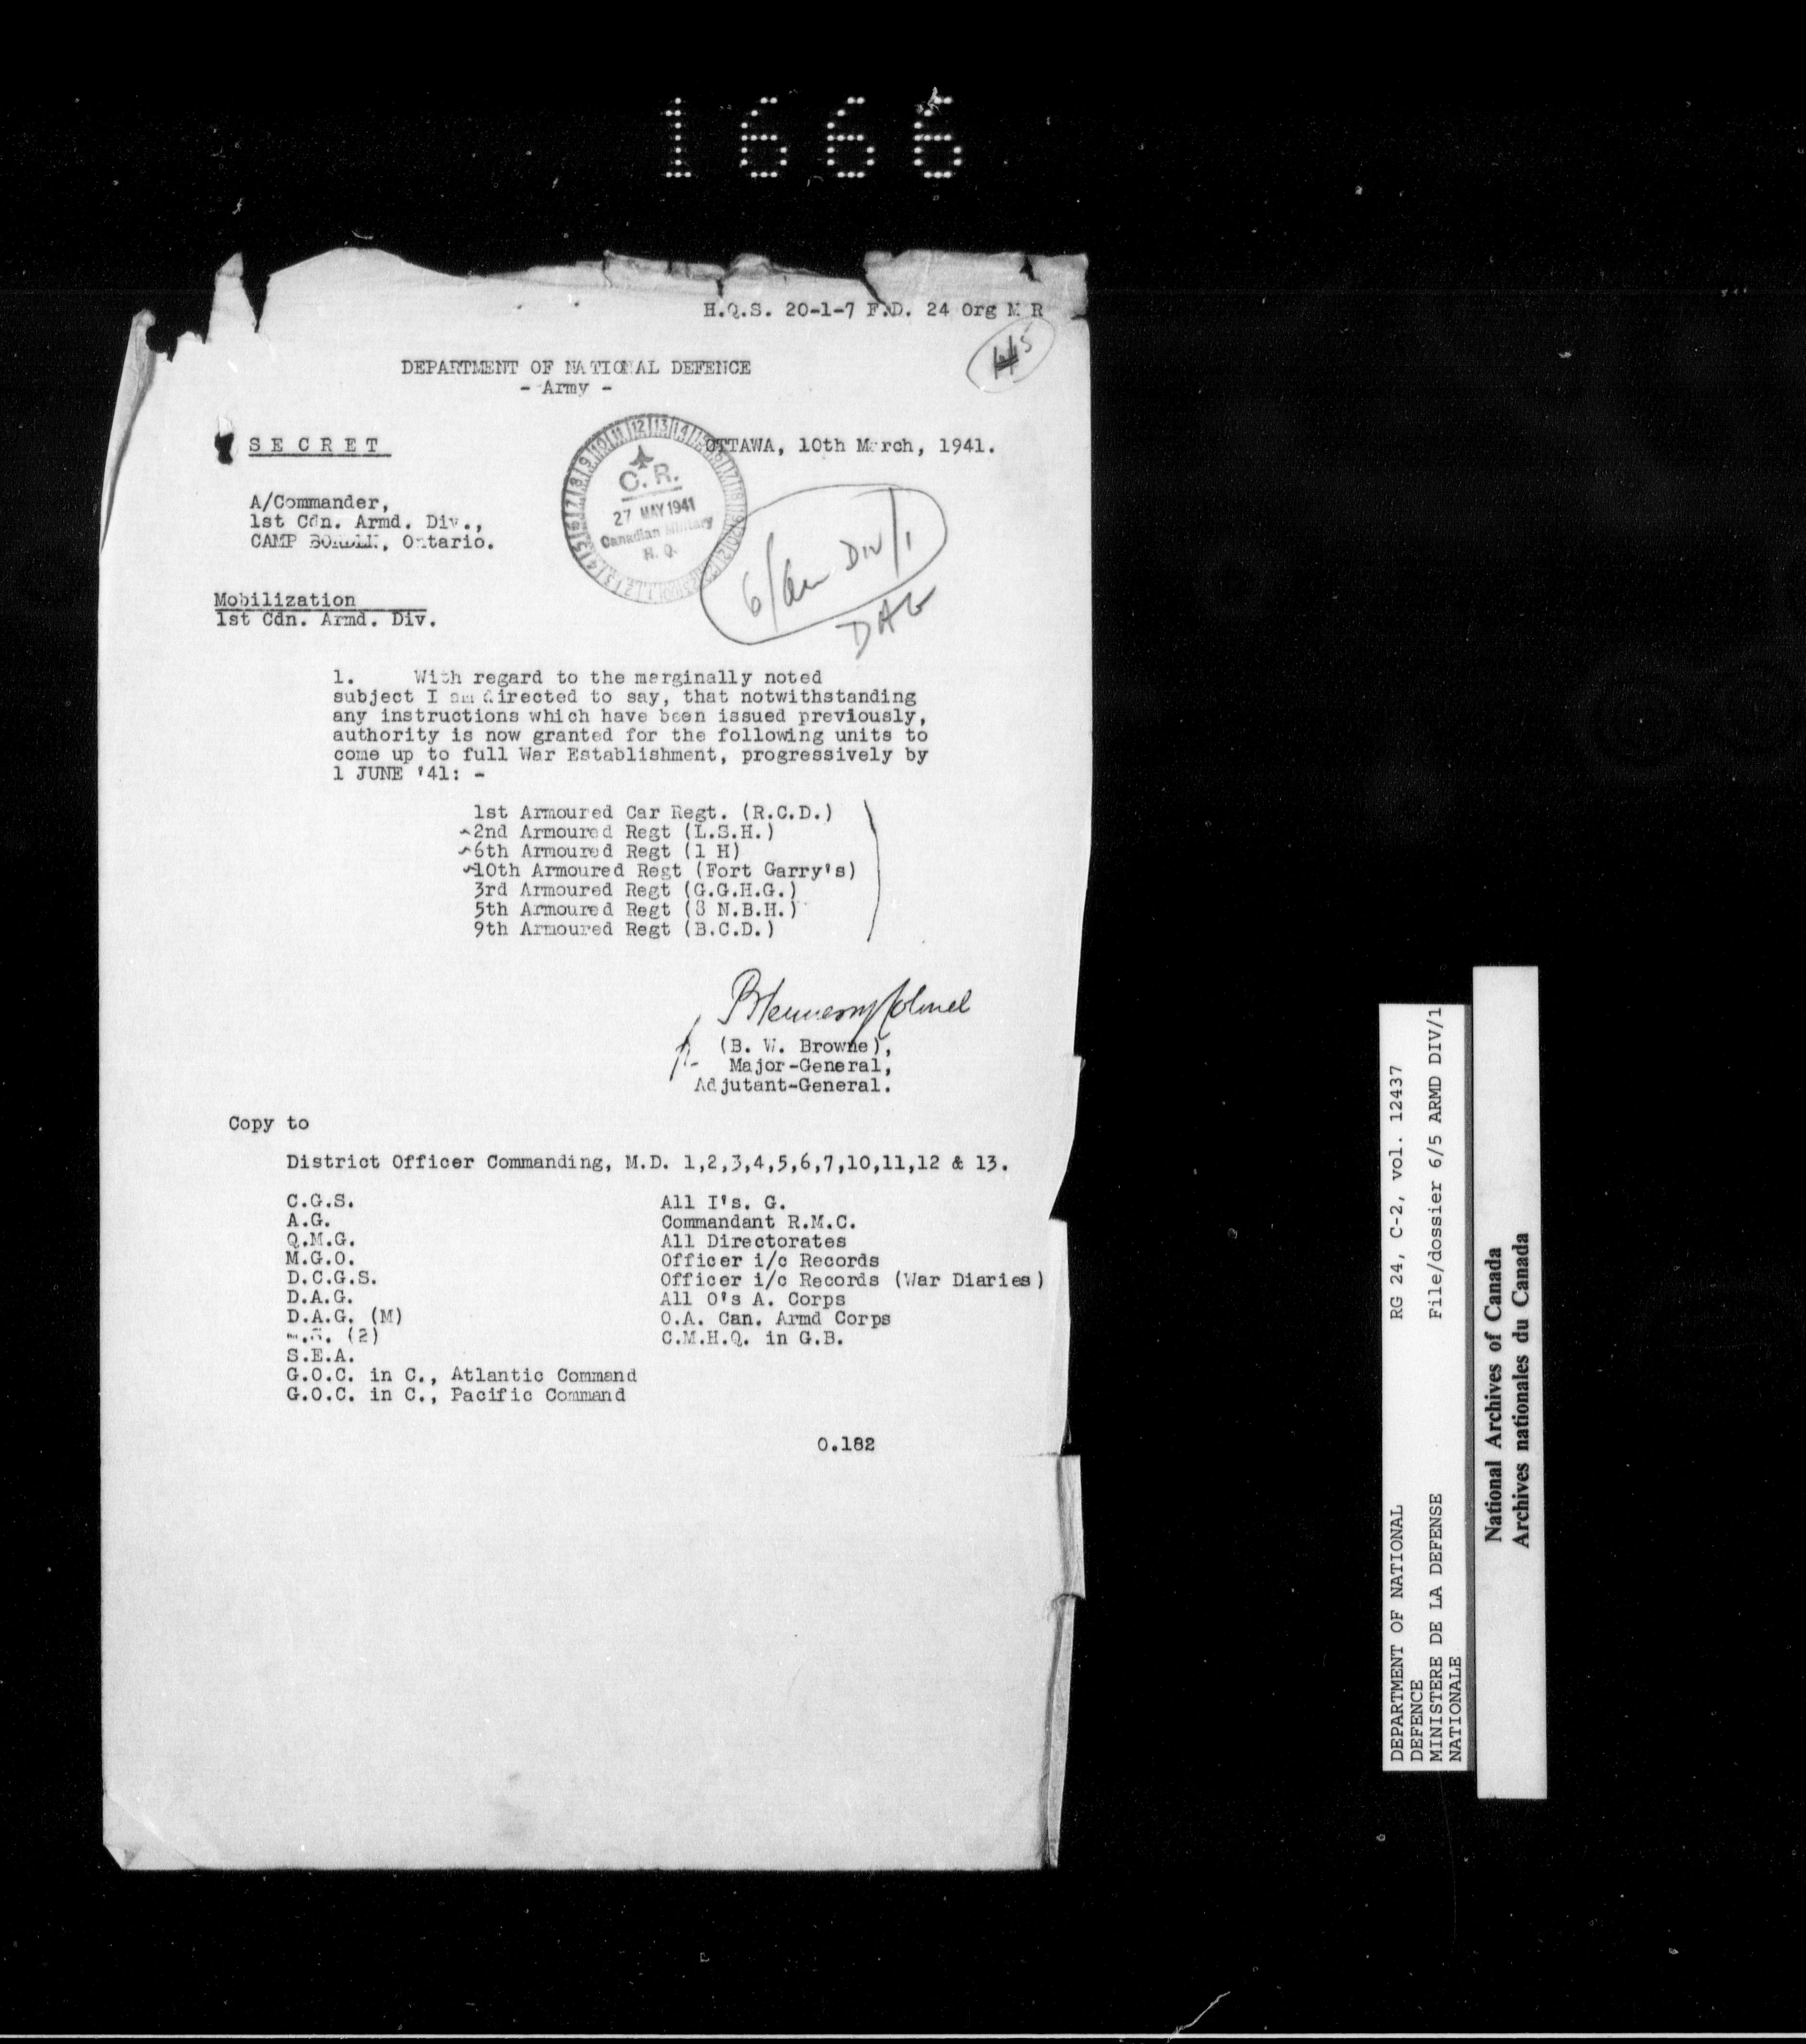 1666
H.Q.S. 20-1-7 F.D. 24 Org M R
DEPARTMENT OF NATIONAL DEFENCE
- Army -
S E C R E T
OTTAWA, 10th March, 1941.
C. R.
27 MAY 1941
Canadian Military
H. Q.
A/Commander,
1st Cdn. Armd. Div.,
CAMP BORDEN, Ontario.
DIV/1
DAG
Mobilization
1st Cdn. Armd. Div.
1. With regard to the marginally noted
subject I am directed to say, that notwithstanding
any instructions which have been issued previously,
authority is now granted for the following units to
come up to full War Establishment, progressively by
1 JUNE '41: -
1st Armoured Car Regt. (R.C.D.)
2nd Armoured Regt (L.S.H.)
6th Armoured Regt (1 H)
10th Armoured Regt (Fort Garry's)
3rd Armoured Regt (G.G.H.G.)
5th Armoured Regt (8 N.B.H.)
9th Armoured Regt (B.C.D.)
Colonel
(B. W. Browne),
Major-General,
Adjutant-General.
Copy to
District Officer Commanding, M.D. 1,2,3,4,5,6,7,10,11,12 & 13.
C.G.S.
A.G.
Q.M.G.
M.G.O.
D.C.G.S.
D.A.G.
D.A.G. (M)
(2)
S.E.A.
G.O.C. in C., Atlantic Command
G.O.C. in C., Pacific Command
All I's. G.
Commandant R.M.C.
All Directorates
Officer i/c Records
Officer i/c Records (War Diaries)
All O's A. Corps
O.A. Can. Armd Corps
C.M.H.Q. in G.B.
0.182
DEPARTMENT OF NATIONAL
DEFENCE
MINISTERE DE LA DEFENSE
NATIONALE
RG 24, C-2, vol. 12437
File/dossier 6/5 ARMD DIV/1
National Archives of Canada
Archives nationales du Canada